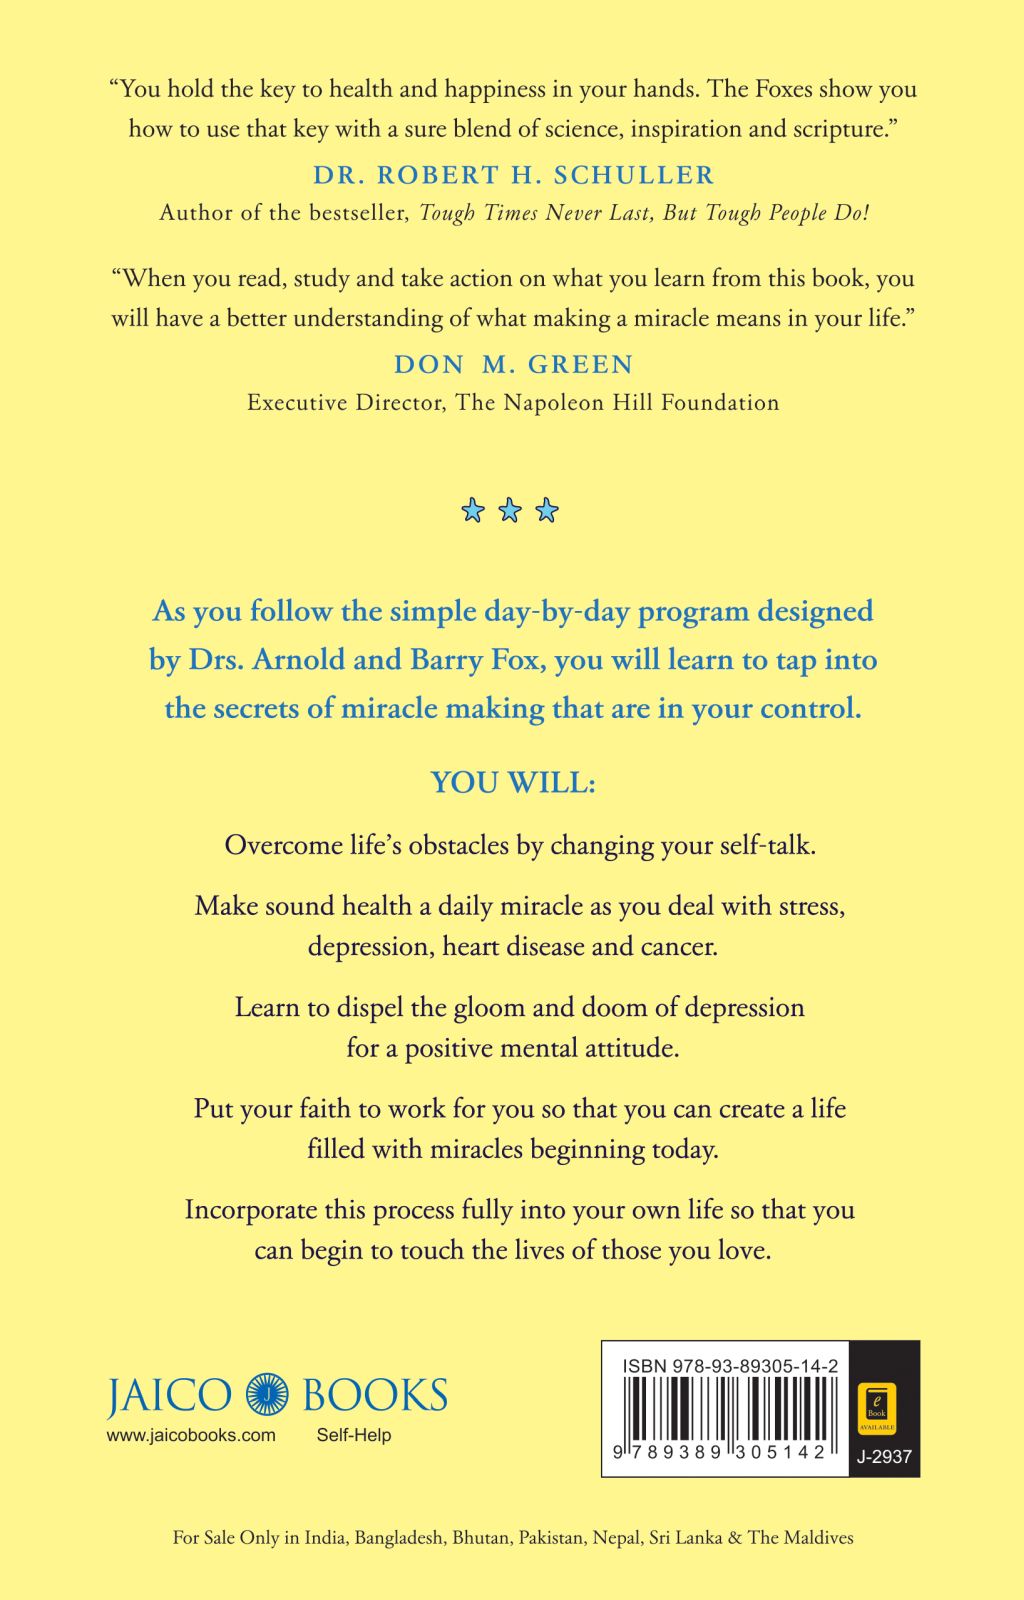 “You hold the key to health and happiness in your hands. The Foxes show you
how to use that key with a sure blend of science, inspiration and scripture.”
DR. ROBERT H. SCHULLER
Author of the bestseller, Tough Times Never Last, But Tough People Do!
“When you read, study and take action on what you learn from this book, you
will have a better understanding of what making a miracle means in your life.”
DON M. GREEN
Executive Director, The Napoleon Hill Foundation
As you follow the simple day-by-day program designed
by Drs. Arnold and Barry Fox, you will learn to tap into
the secrets of miracle making that are in your control.
YOU WILL:
Overcome life’s obstacles by changing your self-talk.
Make sound health a daily miracle as you deal with stress,
depression, heart disease and cancer.
Learn to dispel the gloom and doom of depression
for a positive mental attitude.
Put your faith to work for you so that you can create a life
filled with miracles beginning today.
Incorporate this process fully into your own life so that you
can begin to touch the lives of those you love.
JAICO J BOOKS
www.jaicobooks.com Self-Help
ISBN 978-93-89305-14-2
9 789389 305142
e
Book
AVAILABLE
J-2937
For Sale Only in India, Bangladesh, Bhutan, Pakistan, Nepal, Sri Lanka & The Maldives